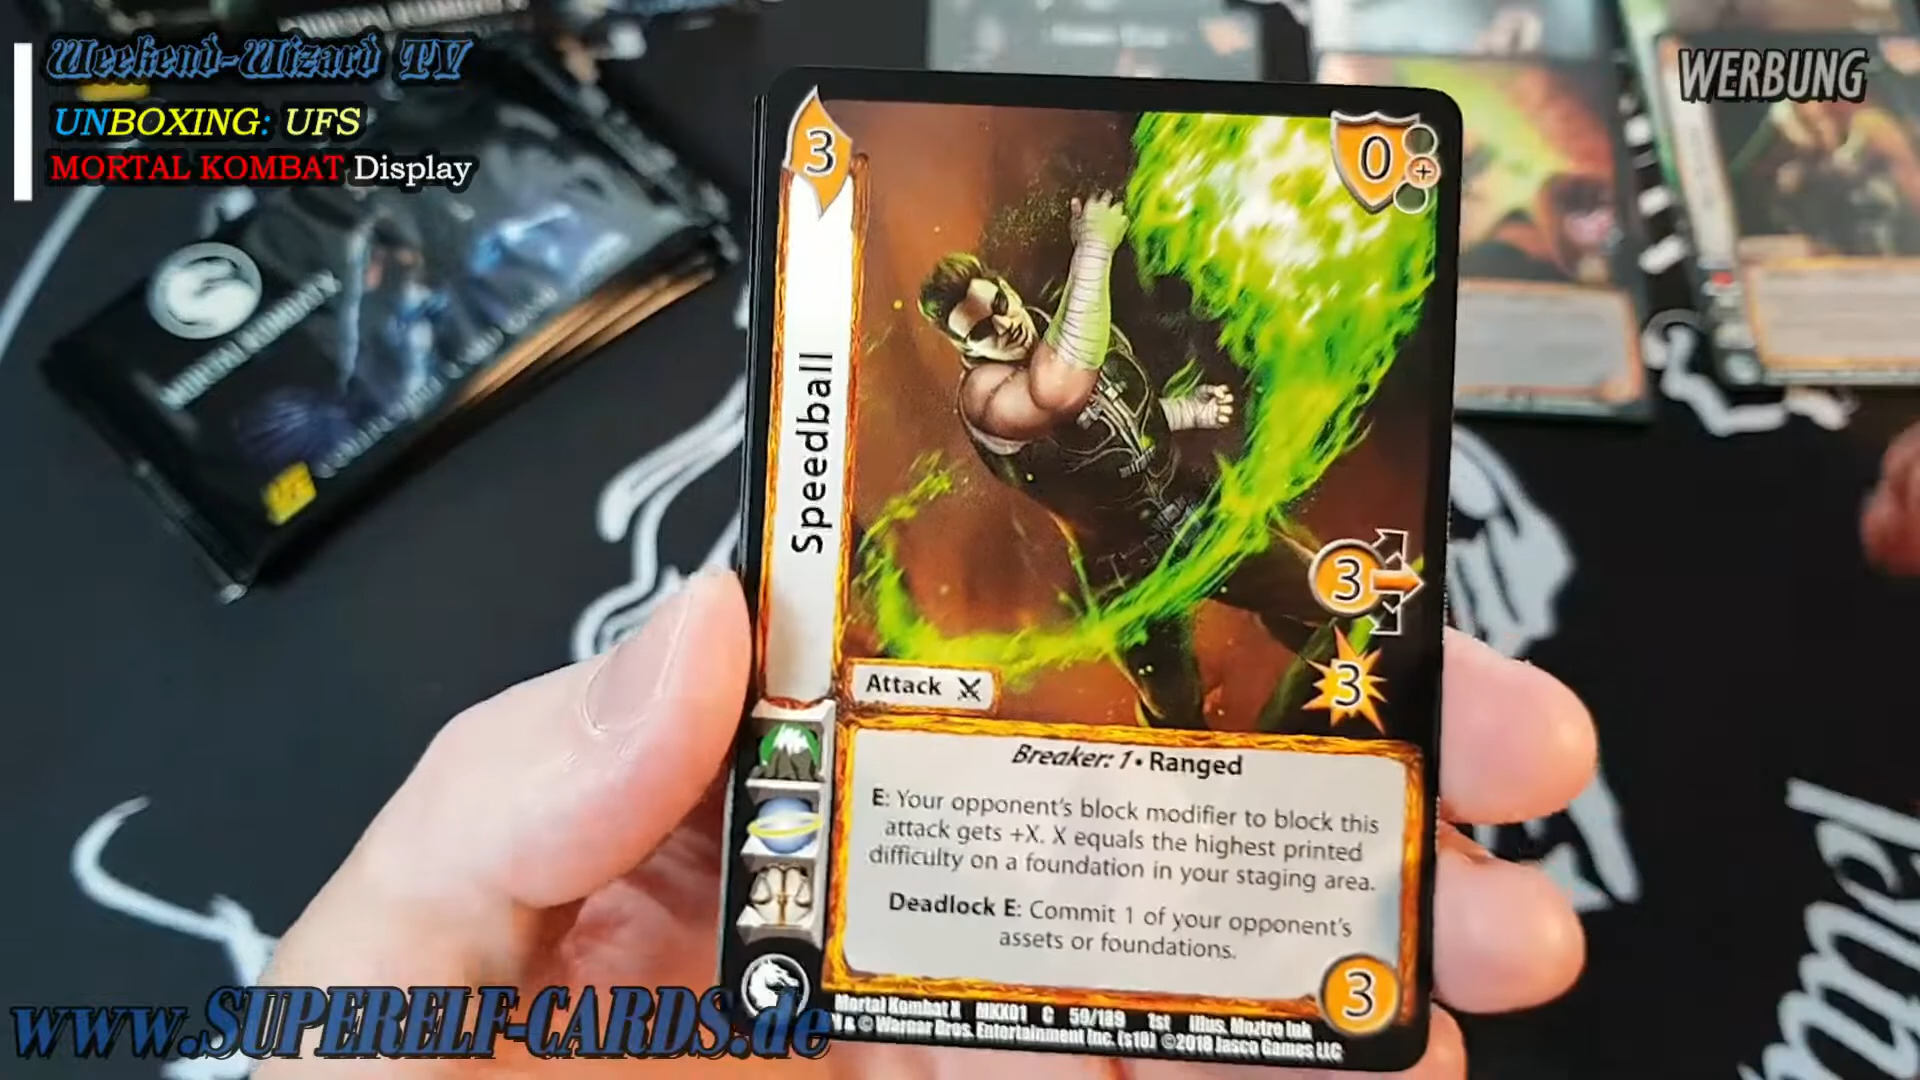 Weekend-Wizard TV
UNBOXING: UFS
MORTAL KOMBAT Display
WERBUNG
MORTAL KOMBAT X
3
0
+
Speedball
3
3
Attack
Breaker: 1 • Ranged
E: Your opponent's block modifier to block this
attack gets +X. X equals the highest printed
difficulty on a foundation in your staging area.
Deadlock E: Commit 1 of your opponent's
assets or foundations.
3
Mortal Kombat X MKX01 C 59/189 1st Illus. Moztro Ink
& © Warner Bros. Entertainment Inc. (s18) ©2018 Jasco Games LLC
www.SUPERELF-CARDS.de